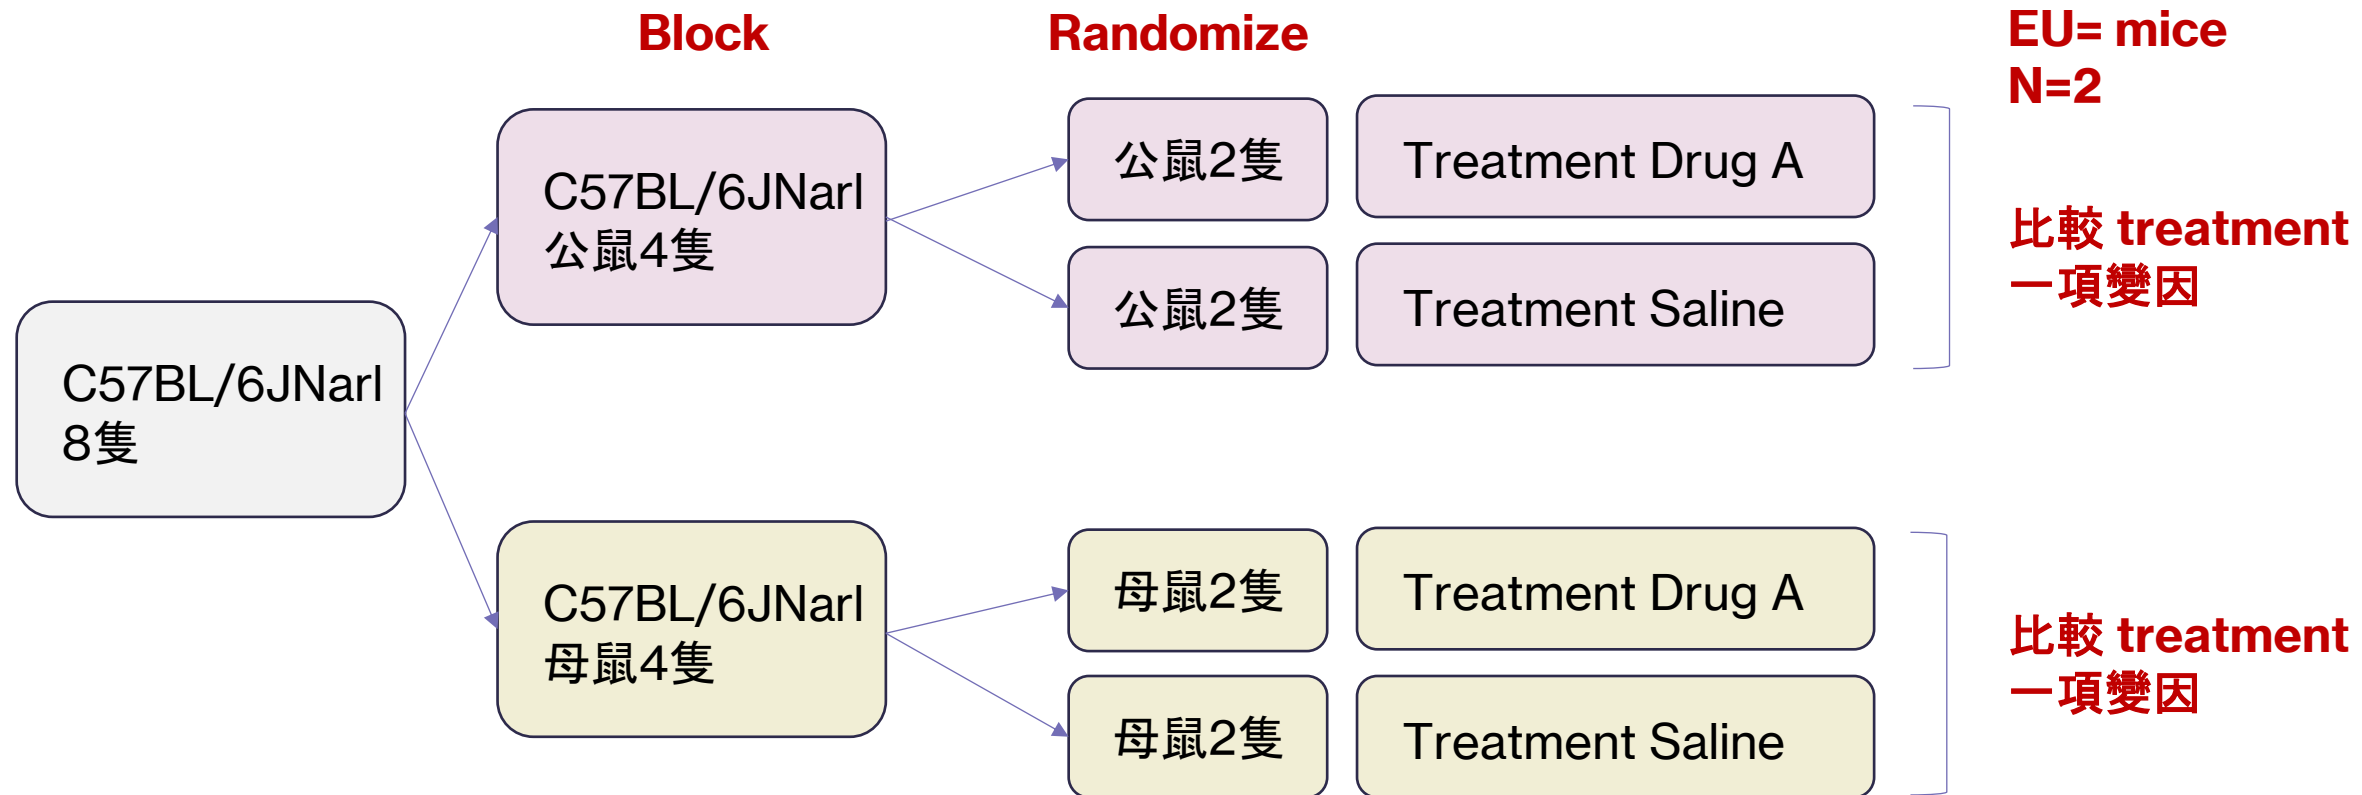 Block
Randomize
EU= mice
N=2
C57BL/6JNarl
8隻
C57BL/6JNarl
公鼠4隻
公鼠2隻
Treatment Drug A
公鼠2隻
Treatment Saline
比較 treatment
一項變因
C57BL/6JNarl
母鼠4隻
母鼠2隻
Treatment Drug A
母鼠2隻
Treatment Saline
比較 treatment
一項變因